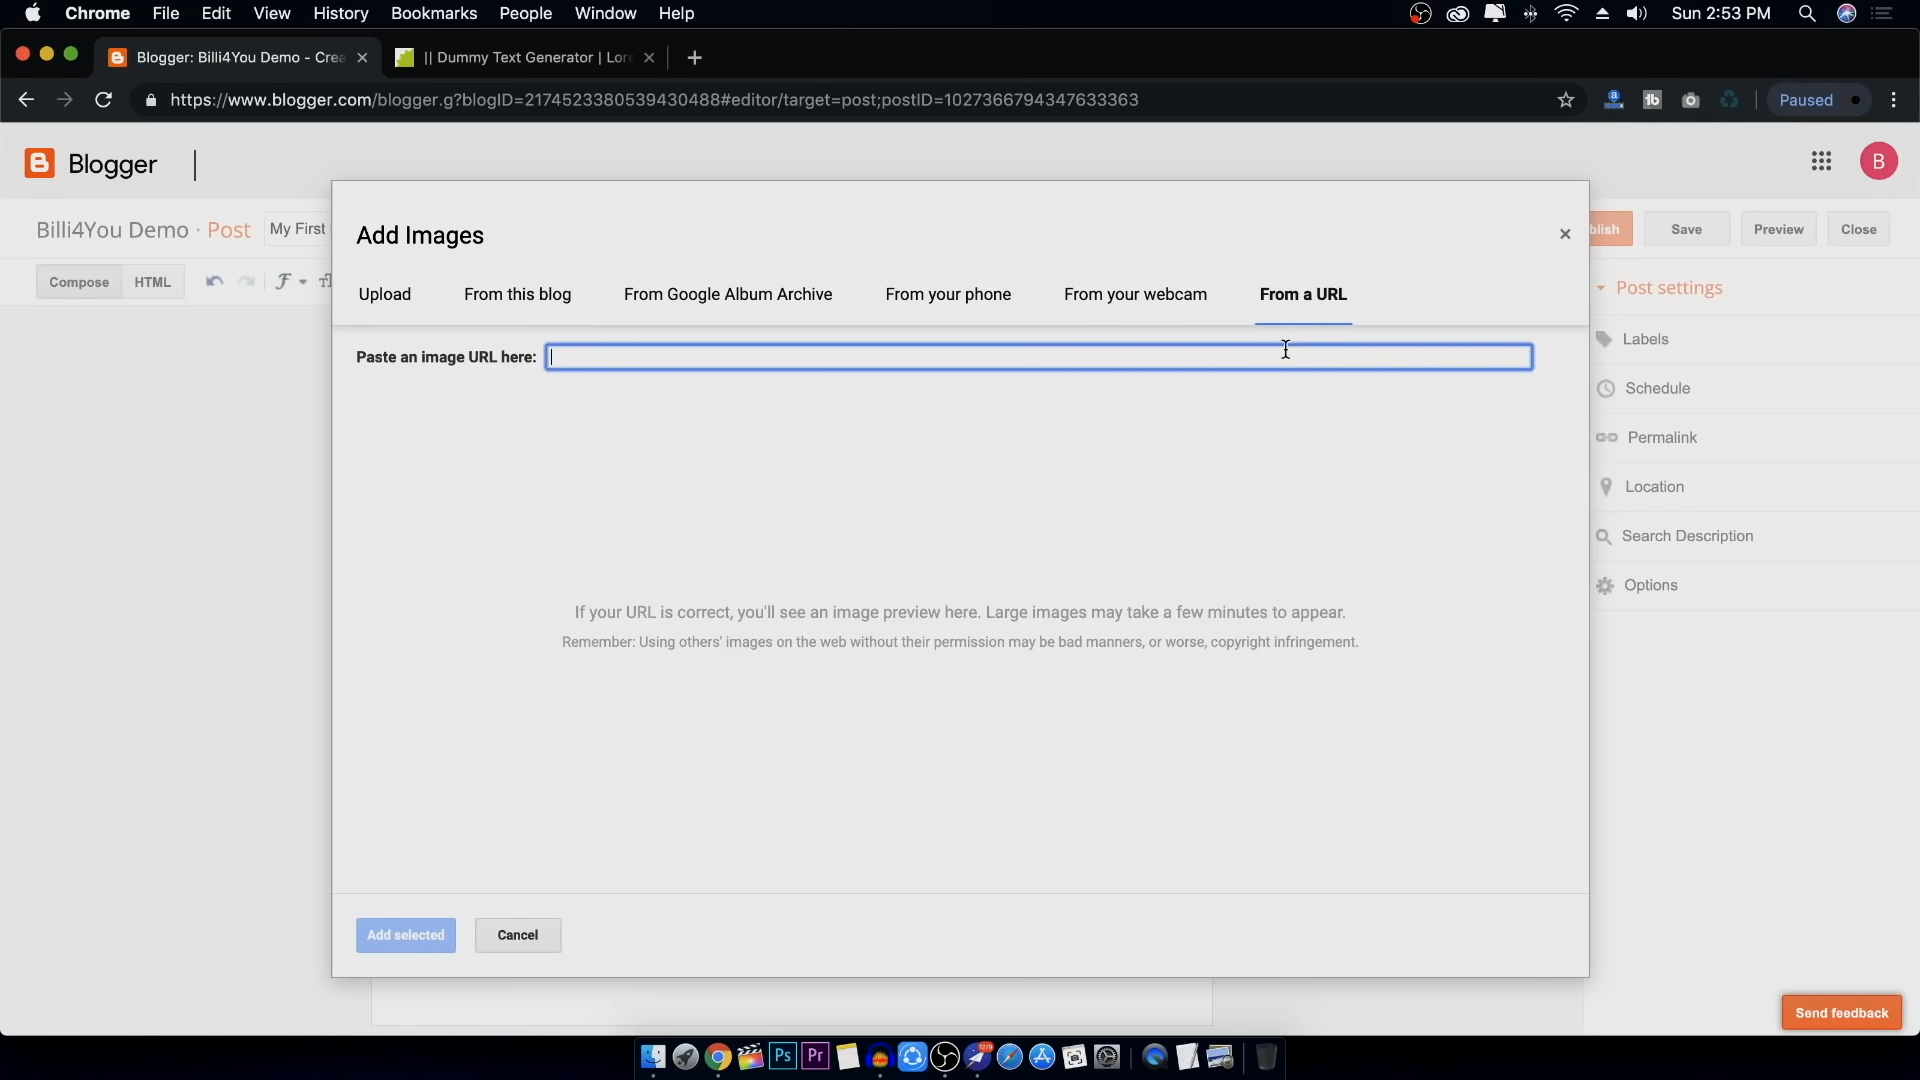 Chrome File Edit View History Bookmarks People Window Help Sun 2:53 PM
Blogger: Billi4You Demo - Crea || Dummy Text Generator | Lore
https://www.blogger.com/blogger.g?blogID=2174523380539430488#editor/target=post;postID=1027366794347633363 Paused
Blogger B
Billi4You Demo · Post My First Save Preview Close
Compose HTML
Add Images
Upload From this blog From Google Album Archive From your phone From your webcam From a URL
Paste an image URL here:
If your URL is correct, you'll see an image preview here. Large images may take a few minutes to appear.
Remember: Using others' images on the web without their permission may be bad manners, or worse, copyright infringement.
Add selected Cancel
Post settings
Labels
Schedule
Permalink
Location
Search Description
Options
Send feedback
Ps Pr